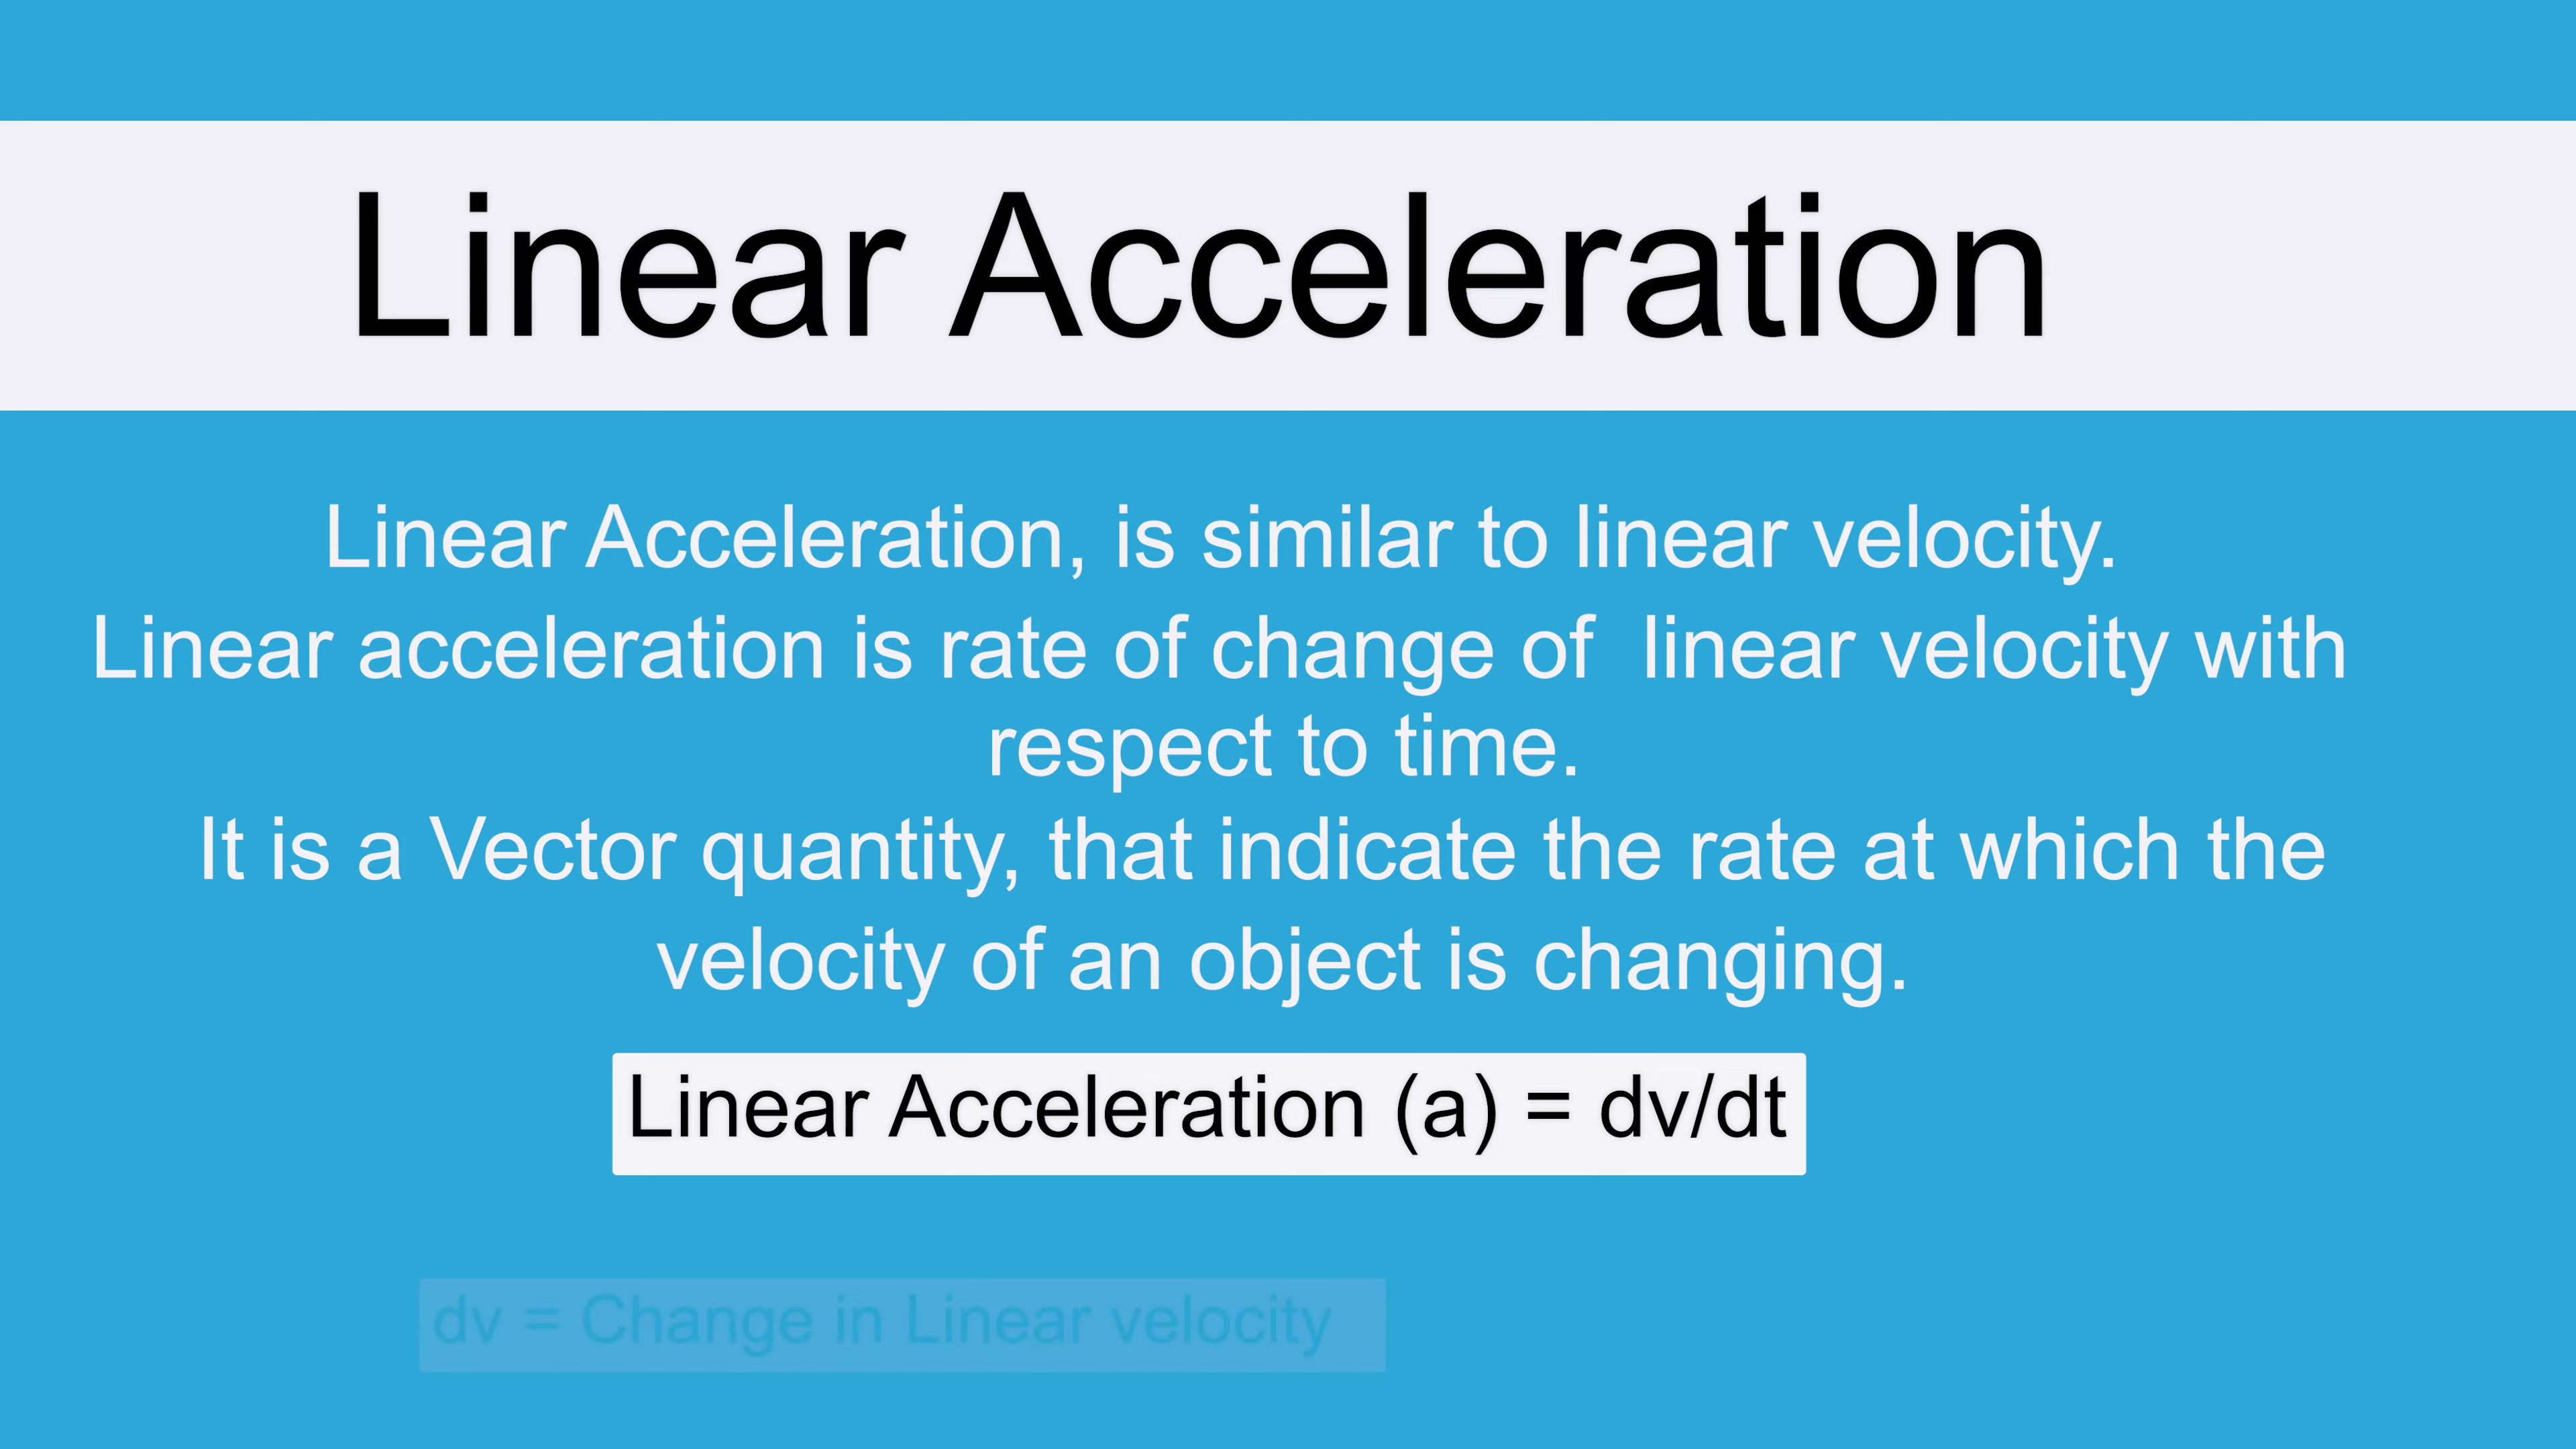 Linear Acceleration
Linear Acceleration, is similar to linear velocity.
Linear acceleration is rate of change of  linear velocity with
respect to time.
It is a Vector quantity, that indicate the rate at which the
velocity of an object is changing.
Linear Acceleration (a) = dv/dt
dv = Change in Linear velocity